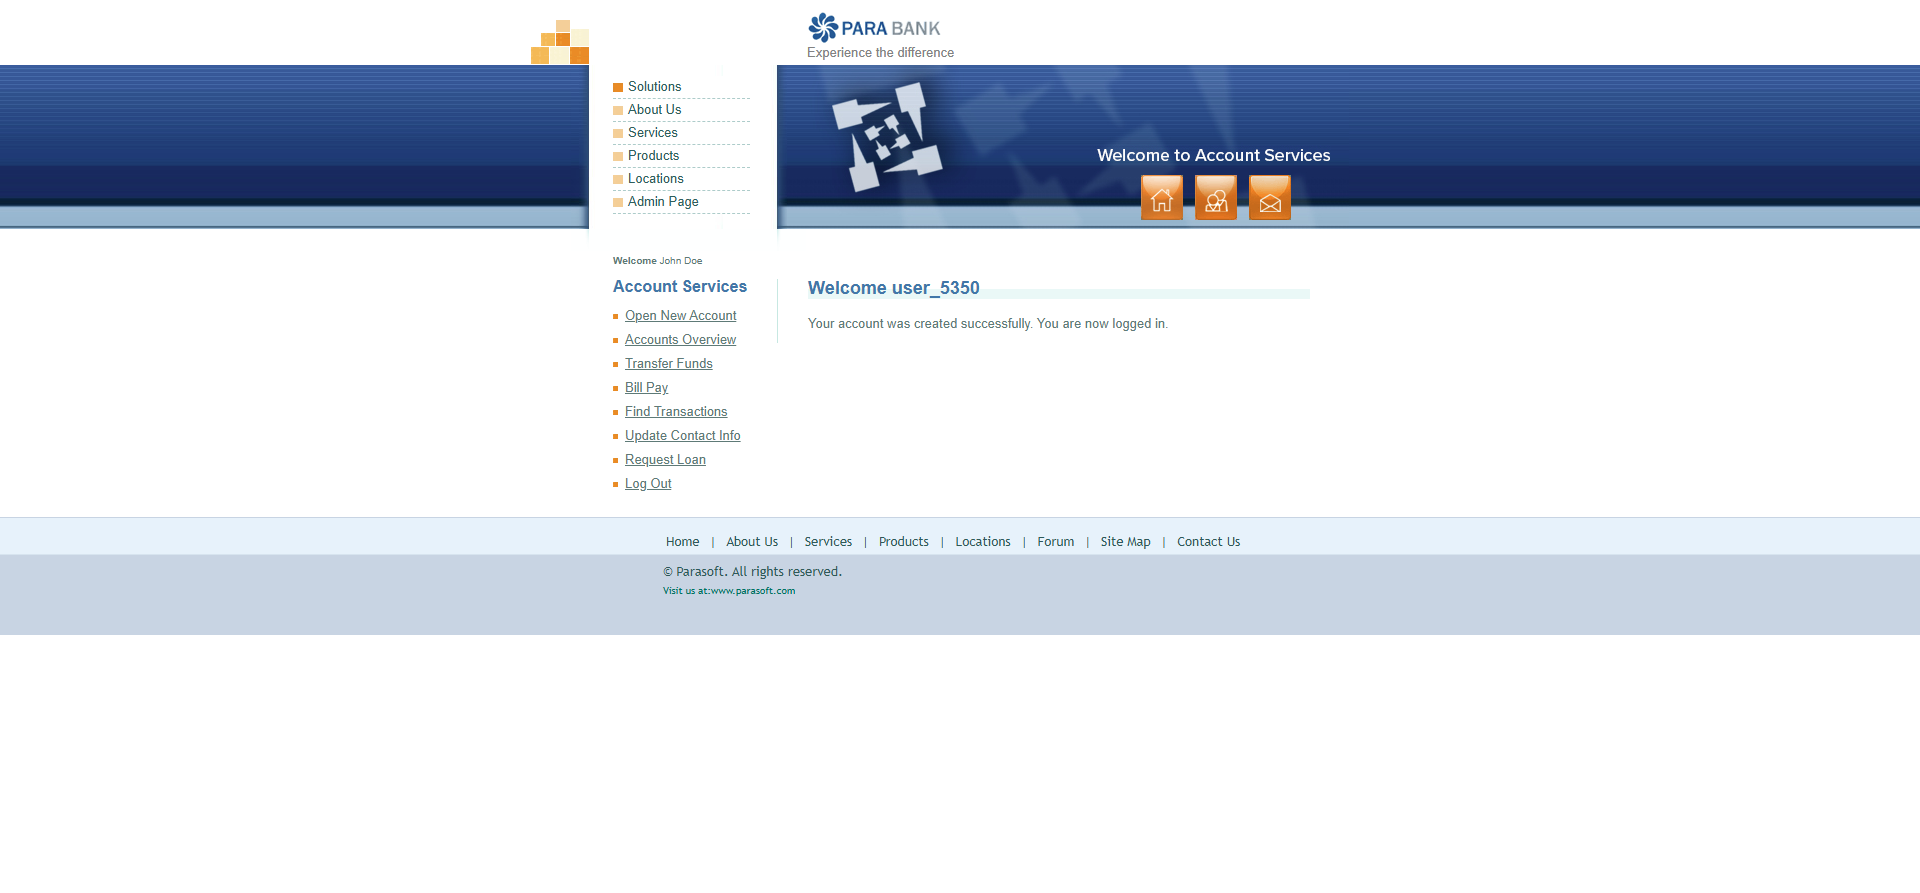 PARA BANK
Experience the difference
Solutions
About Us
Services
Products
Locations
Admin Page
Welcome to Account Services
Welcome John Doe
Account Services
Open New Account
Accounts Overview
Transfer Funds
Bill Pay
Find Transactions
Update Contact Info
Request Loan
Log Out
Welcome user_5350
Your account was created successfully. You are now logged in.
Home | About Us | Services | Products | Locations | Forum | Site Map | Contact Us
© Parasoft. All rights reserved.
Visit us at:www.parasoft.com